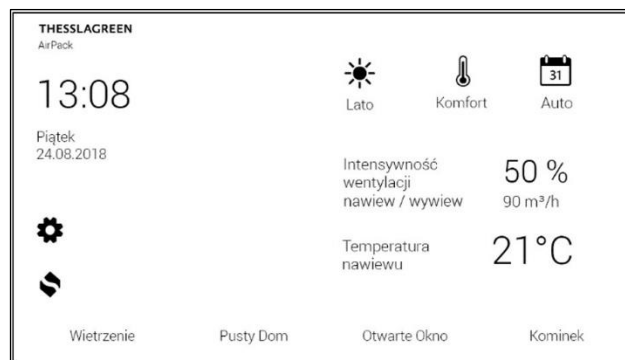 THESSLAGREEN
AirPack
13:08
Piątek
24.08.2018
31
Lato
Komfort
Auto
Intensywność
wentylacji
nawiew / wywiew
50 %
90 m³/h
Temperatura
nawiewu
21°C
Wietrzenie
Pusty Dom
Otwarte Okno
Kominek